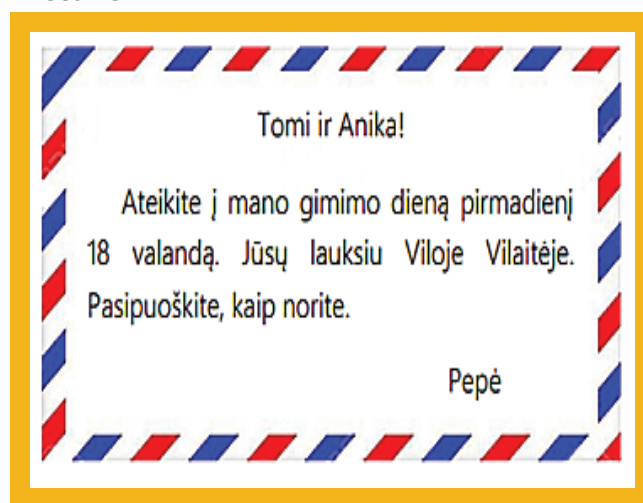 Tomi ir Anika!
Ateikite į mano gimimo dieną pirmadienį
18 valandą. Jūsų lauksiu Viloje Vilaitėje.
Pasipuoškite, kaip norite.
Pepė